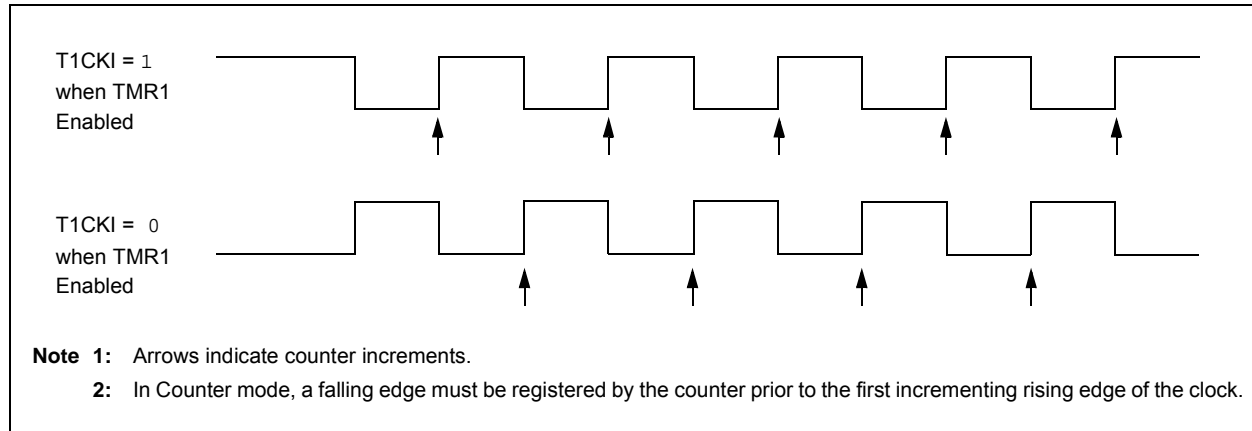 T1CKI = 1
when TMR1
Enabled
T1CKI = 0
when TMR1
Enabled
Note 1: Arrows indicate counter increments.
2: In Counter mode, a falling edge must be registered by the counter prior to the first incrementing rising edge of the clock.